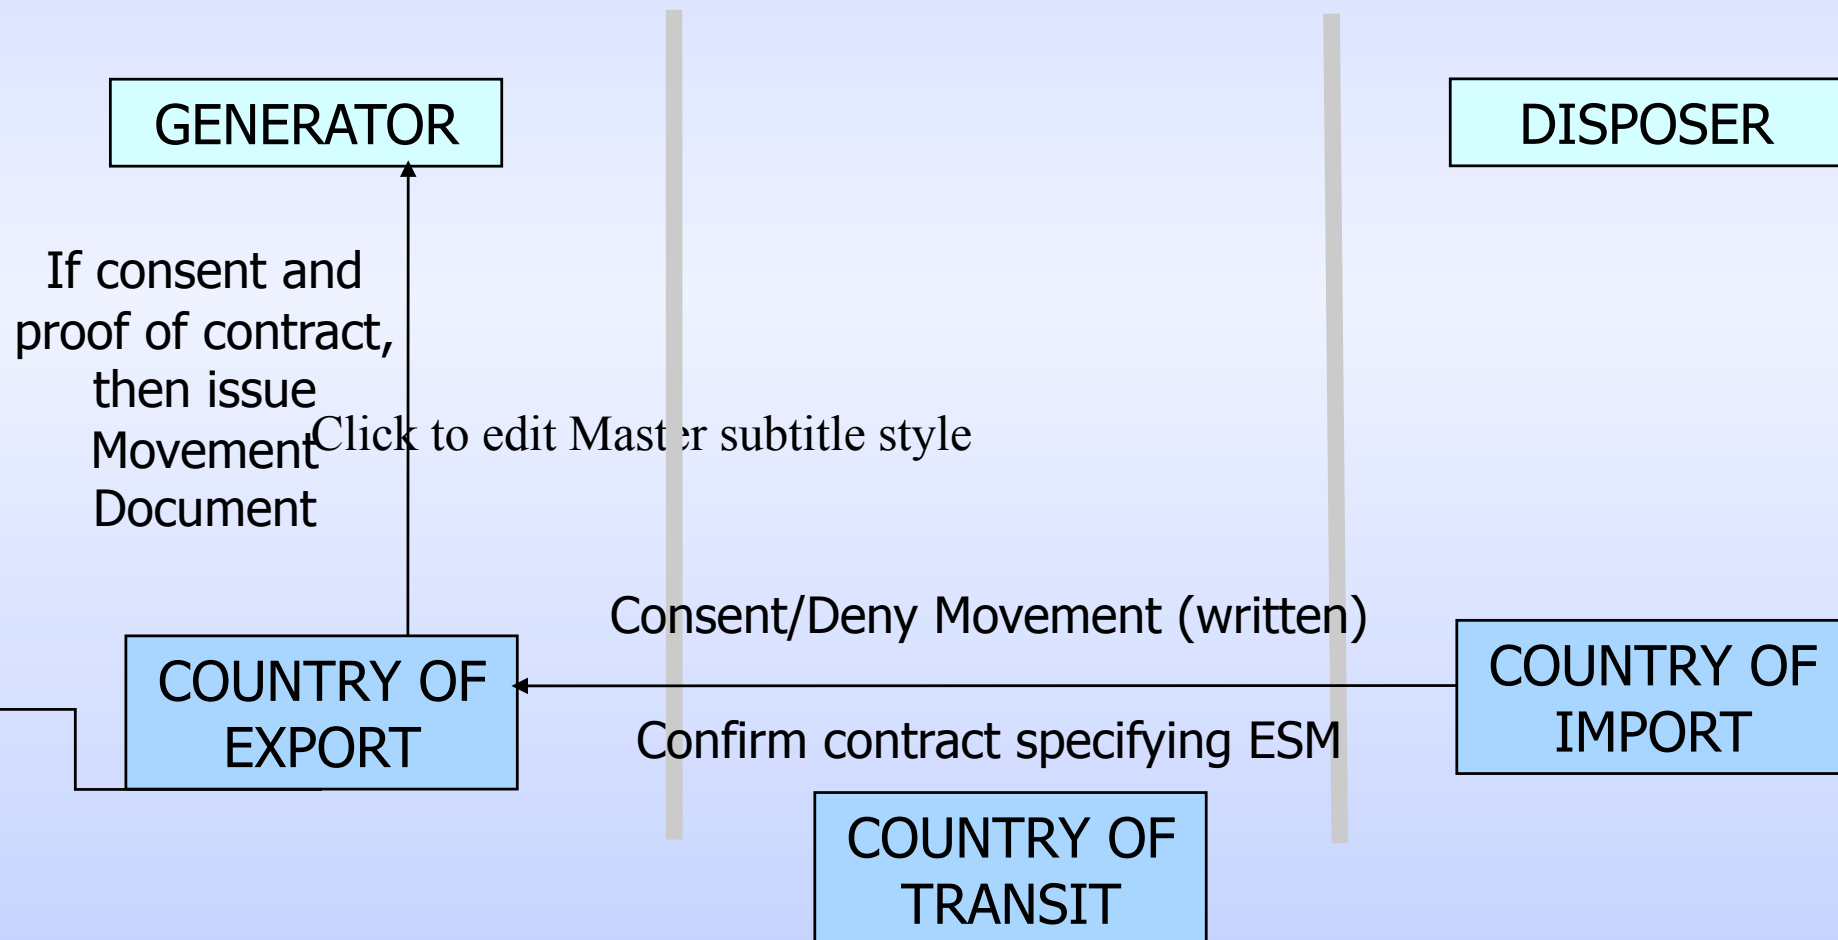 GENERATOR
DISPOSER
If consent and
proof of contract,
then issue
Movement
Document
Click to edit Master subtitle style
Consent/Deny Movement (written)
COUNTRY OF
EXPORT
COUNTRY OF
IMPORT
Confirm contract specifying ESM
COUNTRY OF
TRANSIT